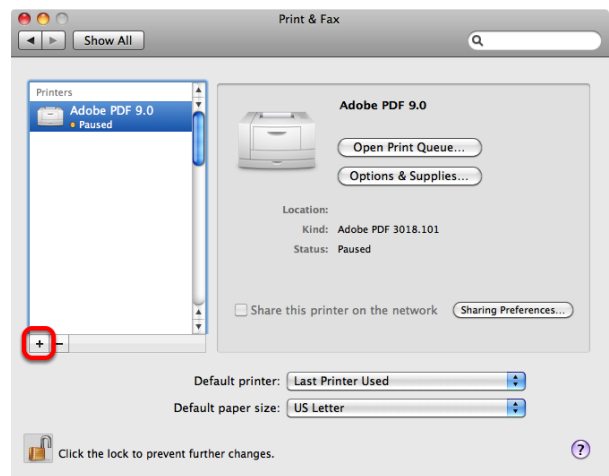 Print & Fax
Show All
Printers
Adobe PDF 9.0
Paused
Adobe PDF 9.0
Open Print Queue...
Options & Supplies...
Location:
Kind: Adobe PDF 3018.101
Status: Paused
Share this printer on the network Sharing Preferences...
+ −
Default printer: Last Printer Used
Default paper size: US Letter
Click the lock to prevent further changes. ?